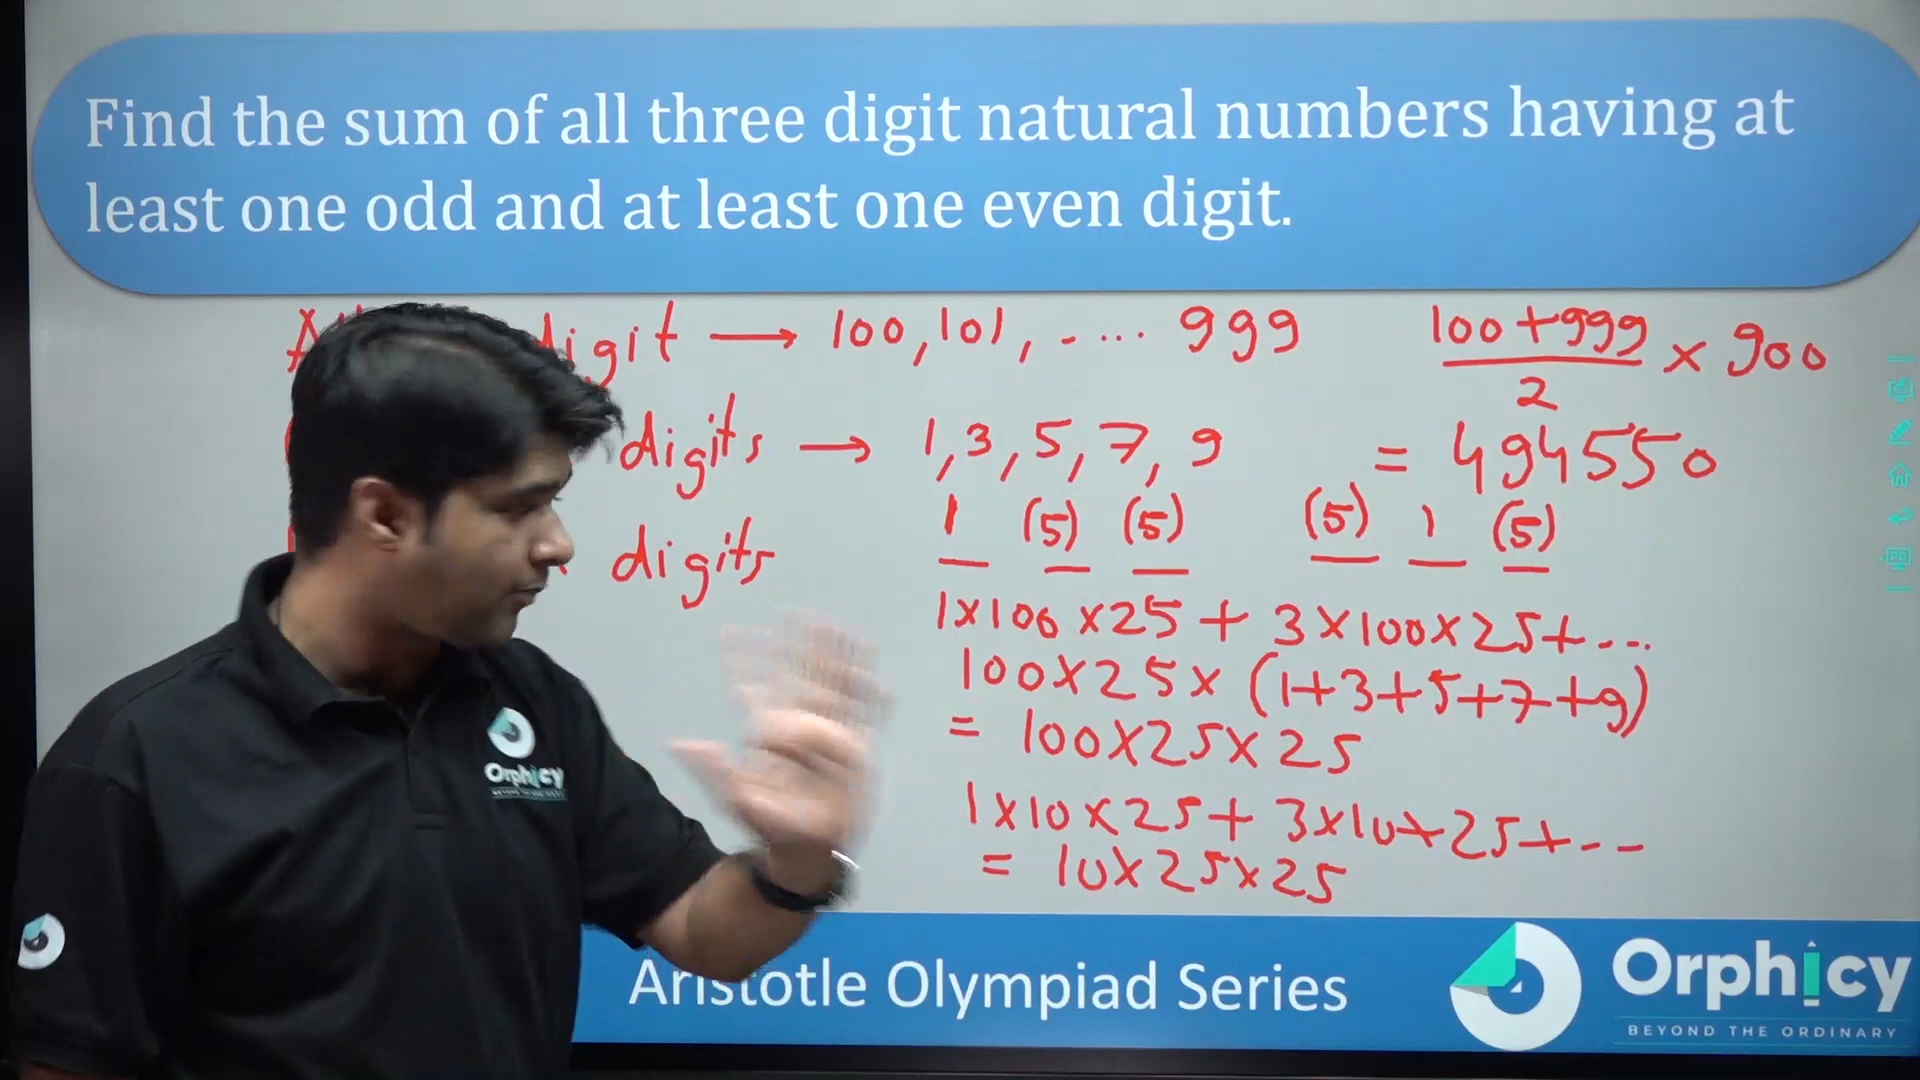 Find the sum of all three digit natural numbers having at
least one odd and at least one even digit.
digit → 100, 101, - ... 999
100 + 999 / 2 × 900
digits → 1, 3, 5, 7, 9
= 494550
digits
1 (5) (5)
(5) 1 (5)
1×100×25 + 3×100×25+...
100×25×(1+3+5+7+9)
= 100×25×25
1×10×25+ 3×10×25+--
= 10×25×25
Orphicy
Aristotle Olympiad Series
Orphicy
BEYOND THE ORDINARY